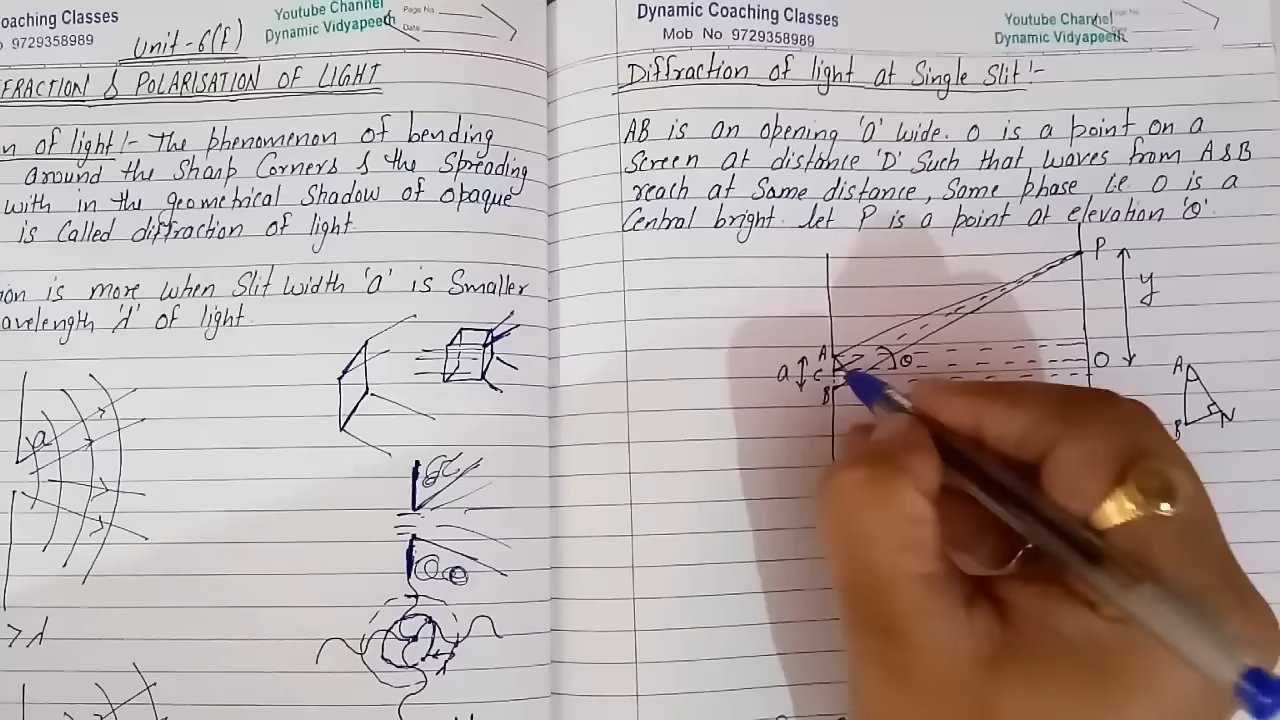 oaching Classes
9729358989
Youtube Channel
Dynamic Vidyapeeth
Page No
Date
Unit-6(f)
FRACTION & POLARISATION OF LIGHT
n of light:- The phenomenon of bending
around the Sharp Corners & the Spreading
with in the geometrical Shadow of opaque
is Called diffraction of light.
on is more when Slit width 'a' is Smaller
avelength 'λ' of light.
a
>λ
Dynamic Coaching Classes
Mob No 9729358989
Youtube Channel
Dynamic Vidyapeeth
Diffraction of light at Single Slit:-
AB is an opening 'a' wide. O is a point on a
Screen at distance 'D' Such that waves from A&B
reach at Same distance, Some phase i.e. O is a
Central bright. Let P is a point at elevation 'θ'.
P
y
A
a
C
B
θ
O
A
B
N